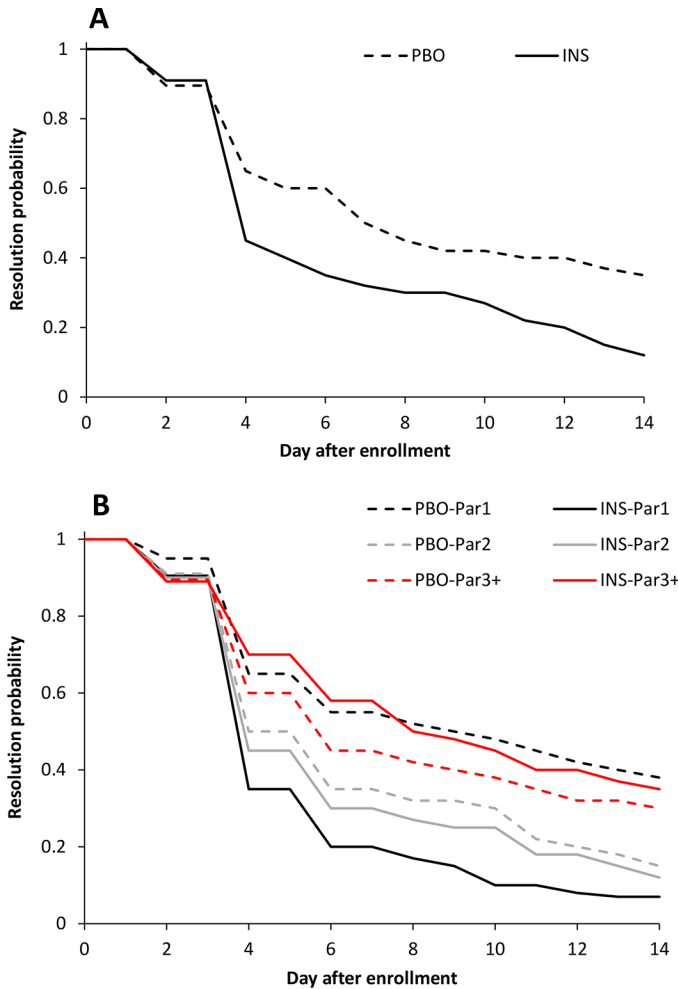 A
PBO INS
1
0.8
0.6
0.4
0.2
0
Resolution probability
0 2 4 6 8 10 12 14
Day after enrollment
B
PBO-Par1 INS-Par1
PBO-Par2 INS-Par2
PBO-Par3+ INS-Par3+
1
0.8
0.6
0.4
0.2
0
Resolution probability
0 2 4 6 8 10 12 14
Day after enrollment